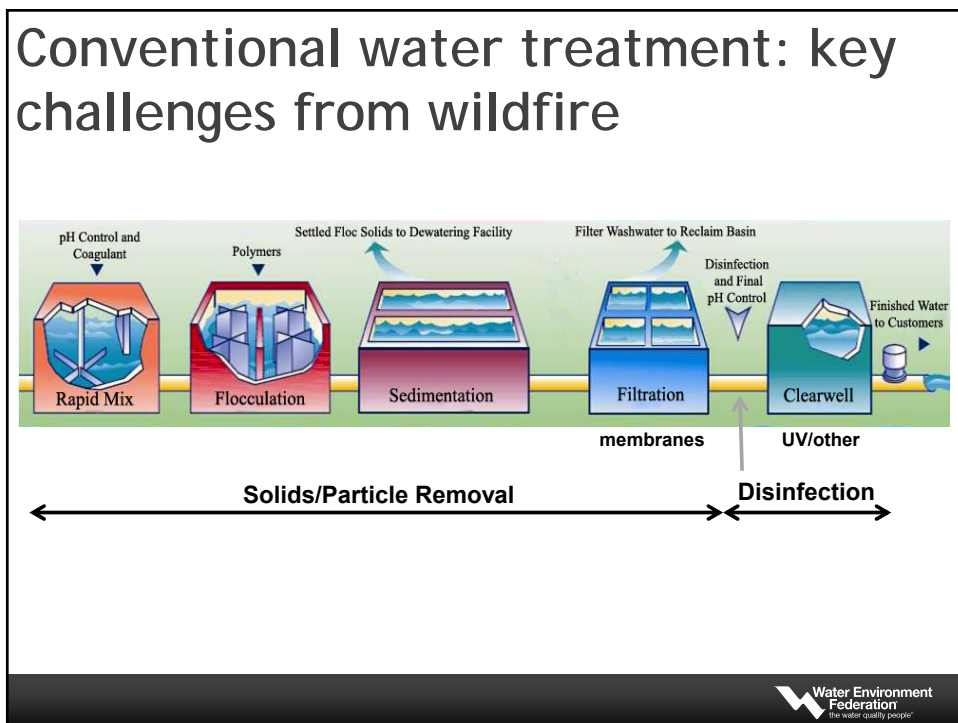 Conventional water treatment: key
challenges from wildfire
pH Control and
Coagulant
Polymers
Settled Floc Solids to Dewatering Facility
Filter Washwater to Reclaim Basin
Disinfection
and Final
pH Control
Finished Water
to Customers
Rapid Mix
Flocculation
Sedimentation
Filtration
Clearwell
membranes
UV/other
Solids/Particle Removal
Disinfection
Water Environment
Federation
the water quality people®